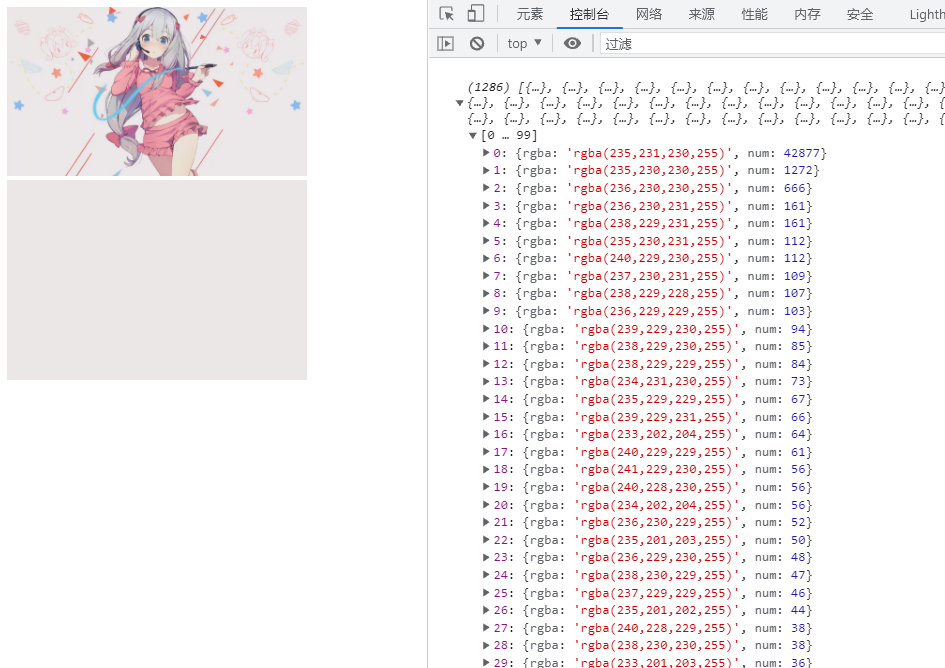 元素 控制台 网络 来源 性能 内存 安全 Lighth
top ▼ 过滤
(1286) [{…}, {…}, {…}, {…}, {…}, {…}, {…}, {…}, {…}, {…}, {…}, {…
{…}, {…}, {…}, {…}, {…}, {…}, {…}, {…}, {…}, {…}, {…}, {…}, {…}, {
{…}, {…}, {…}, {…}, {…}, {…}, {…}, {…}, {…}, {…}, {…}, {…}, {…}, {
▼[0 … 99]
▶0: {rgba: 'rgba(235,231,230,255)', num: 42877}
▶1: {rgba: 'rgba(235,230,230,255)', num: 1272}
▶2: {rgba: 'rgba(236,230,230,255)', num: 666}
▶3: {rgba: 'rgba(236,230,231,255)', num: 161}
▶4: {rgba: 'rgba(238,229,231,255)', num: 161}
▶5: {rgba: 'rgba(235,230,231,255)', num: 112}
▶6: {rgba: 'rgba(240,229,230,255)', num: 112}
▶7: {rgba: 'rgba(237,230,231,255)', num: 109}
▶8: {rgba: 'rgba(238,229,228,255)', num: 107}
▶9: {rgba: 'rgba(236,229,229,255)', num: 103}
▶10: {rgba: 'rgba(239,229,230,255)', num: 94}
▶11: {rgba: 'rgba(238,229,230,255)', num: 85}
▶12: {rgba: 'rgba(238,229,229,255)', num: 84}
▶13: {rgba: 'rgba(234,231,230,255)', num: 73}
▶14: {rgba: 'rgba(235,229,229,255)', num: 67}
▶15: {rgba: 'rgba(239,229,231,255)', num: 66}
▶16: {rgba: 'rgba(233,202,204,255)', num: 64}
▶17: {rgba: 'rgba(240,229,229,255)', num: 61}
▶18: {rgba: 'rgba(241,229,230,255)', num: 56}
▶19: {rgba: 'rgba(240,228,230,255)', num: 56}
▶20: {rgba: 'rgba(234,202,204,255)', num: 56}
▶21: {rgba: 'rgba(236,230,229,255)', num: 52}
▶22: {rgba: 'rgba(235,201,203,255)', num: 50}
▶23: {rgba: 'rgba(236,229,230,255)', num: 48}
▶24: {rgba: 'rgba(238,230,229,255)', num: 47}
▶25: {rgba: 'rgba(237,229,229,255)', num: 46}
▶26: {rgba: 'rgba(235,201,202,255)', num: 44}
▶27: {rgba: 'rgba(240,228,229,255)', num: 38}
▶28: {rgba: 'rgba(238,230,230,255)', num: 38}
▶29: {rgba: 'rgba(233,201,203,255)', num: 36}